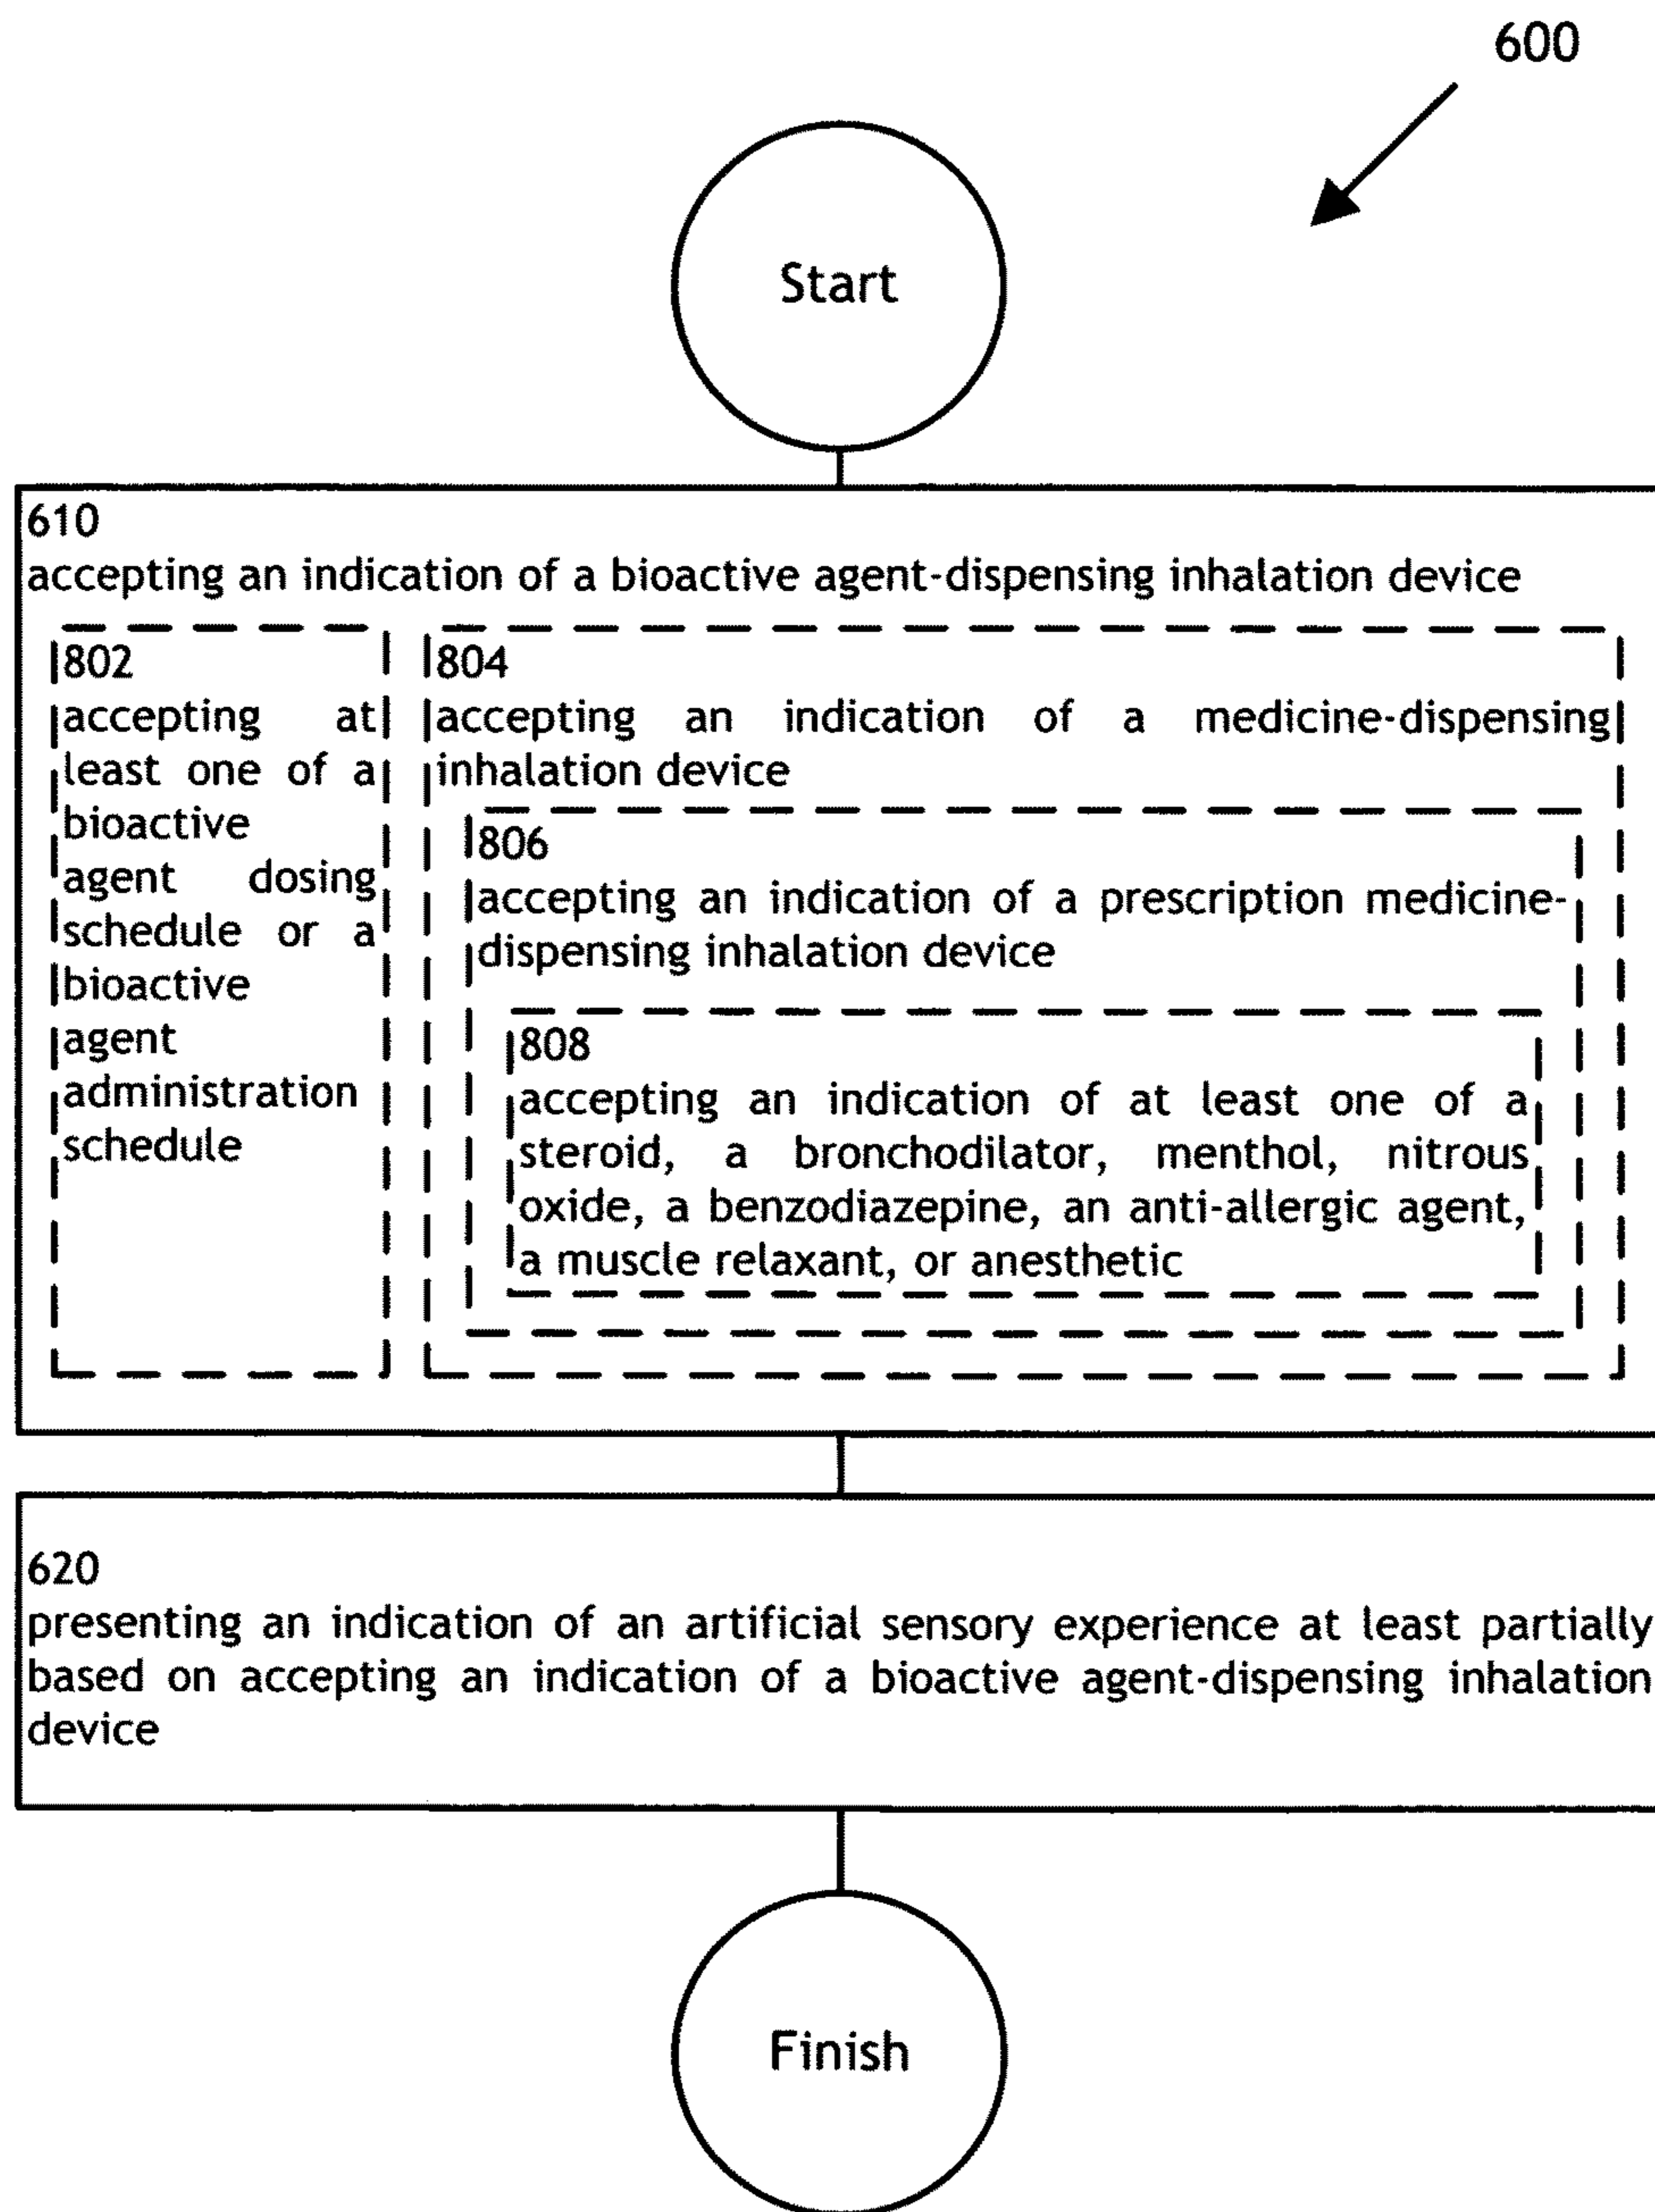 600
Start
610
accepting an indication of a bioactive agent-dispensing inhalation device
802
accepting at
least one of a
bioactive
agent dosing
schedule or a
bioactive
agent
administration
schedule
804
accepting an indication of a medicine-dispensing
inhalation device
806
accepting an indication of a prescription medicine-
dispensing inhalation device
808
accepting an indication of at least one of a
steroid, a bronchodilator, menthol, nitrous
oxide, a benzodiazepine, an anti-allergic agent,
a muscle relaxant, or anesthetic
620
presenting an indication of an artificial sensory experience at least partially
based on accepting an indication of a bioactive agent-dispensing inhalation
device
Finish